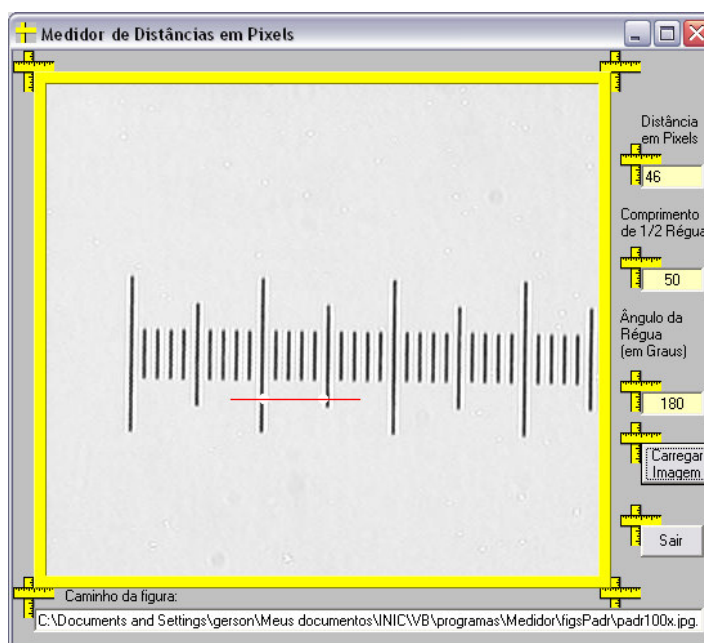 Medidor de Distâncias em Pixels
Distância
em Pixels
46
Comprimento
de 1/2 Régua
50
Ângulo da
Régua
(em Graus)
180
Carregar
Imagem
Sair
Caminho da figura:
C:\Documents and Settings\gerson\Meus documentos\INIC\VB\programas\Medidor\figsPadr\padr100x.jpg.